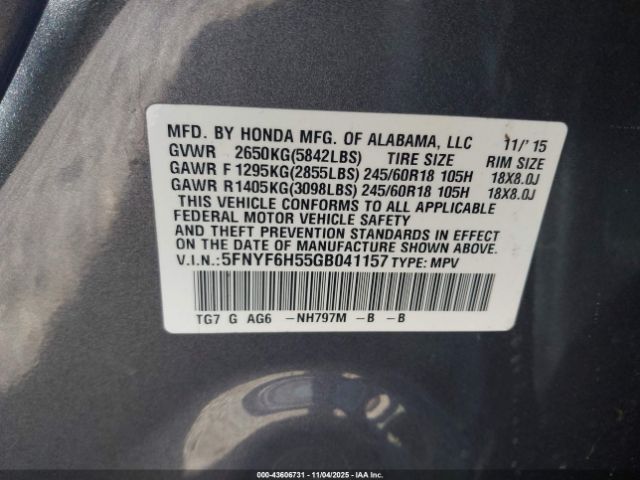 MFD. BY HONDA MFG. OF ALABAMA, LLC 11/'15
GVWR 2650KG(5842LBS) TIRE SIZE RIM SIZE
GAWR F 1295KG(2855LBS) 245/60R18 105H 18X8.0J
GAWR R 1405KG(3098LBS) 245/60R18 105H 18X8.0J
THIS VEHICLE CONFORMS TO ALL APPLICABLE
FEDERAL MOTOR VEHICLE SAFETY
AND THEFT PREVENTION STANDARDS IN EFFECT
ON THE DATE OF MANUFACTURE SHOWN ABOVE.
V.I.N.:5FNYF6H55GB041157 TYPE: MPV
TG7 G AG6 -NH797M -B -B
000-43606731 - 11/04/2025 - IAAI Inc.